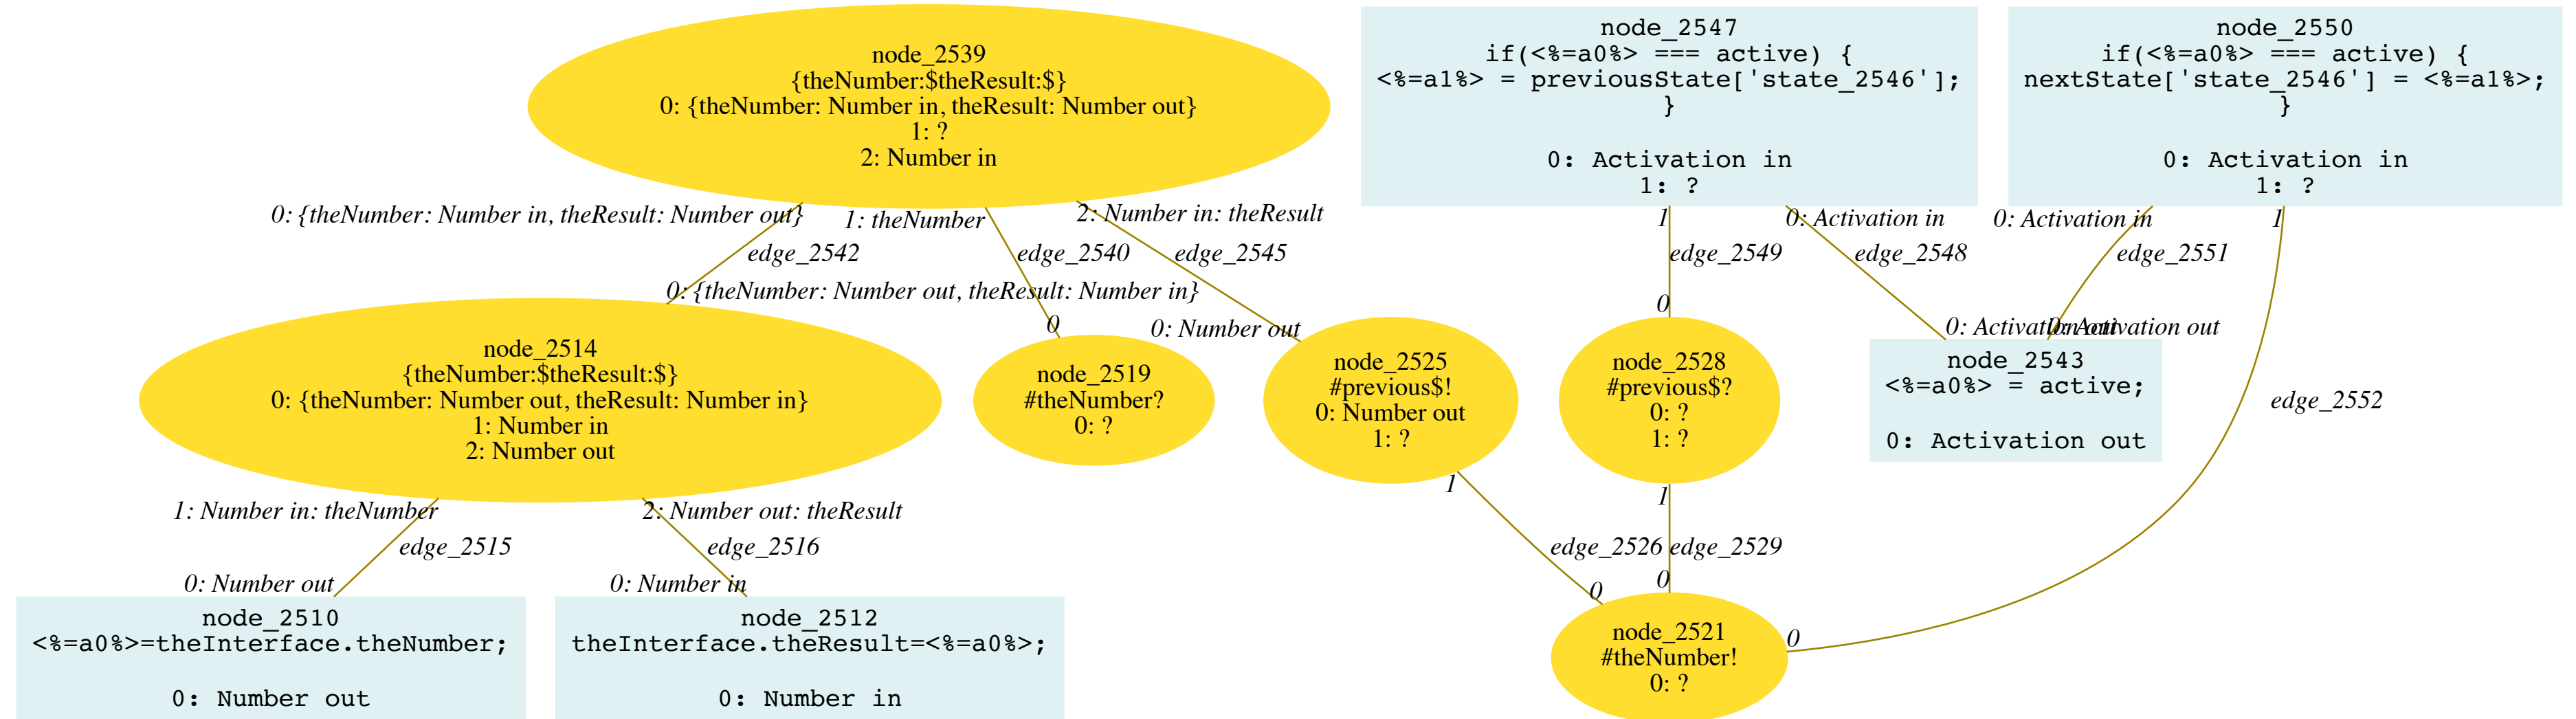 node_2539
{theNumber:$theResult:$}
0: {theNumber: Number in, theResult: Number out}
1: ?
2: Number in
node_2547
if(<%=a0%> === active) {
<%=a1%> = previousState['state_2546'];
}
0: Activation in
1: ?
node_2550
if(<%=a0%> === active) {
nextState['state_2546'] = <%=a1%>;
}
0: Activation in
1: ?
0: {theNumber: Number in, theResult: Number out}
1: theNumber
2: Number in: theResult
1
0: Activation in
0: Activation in
1
edge_2542
edge_2540
edge_2545
edge_2549
edge_2548
edge_2551
0: {theNumber: Number out, theResult: Number in}
0
0: Number out
0
0: Activation out
0: Activation out
node_2514
{theNumber:$theResult:$}
0: {theNumber: Number out, theResult: Number in}
1: Number in
2: Number out
node_2519
#theNumber?
0: ?
node_2525
#previous$!
0: Number out
1: ?
node_2528
#previous$?
0: ?
1: ?
node_2543
<%=a0%> = active;
0: Activation out
edge_2552
1: Number in: theNumber
2: Number out: theResult
1
1
edge_2515
edge_2516
edge_2526
edge_2529
0: Number out
0: Number in
0
0
0
node_2510
<%=a0%>=theInterface.theNumber;
0: Number out
node_2512
theInterface.theResult=<%=a0%>;
0: Number in
node_2521
#theNumber!
0: ?